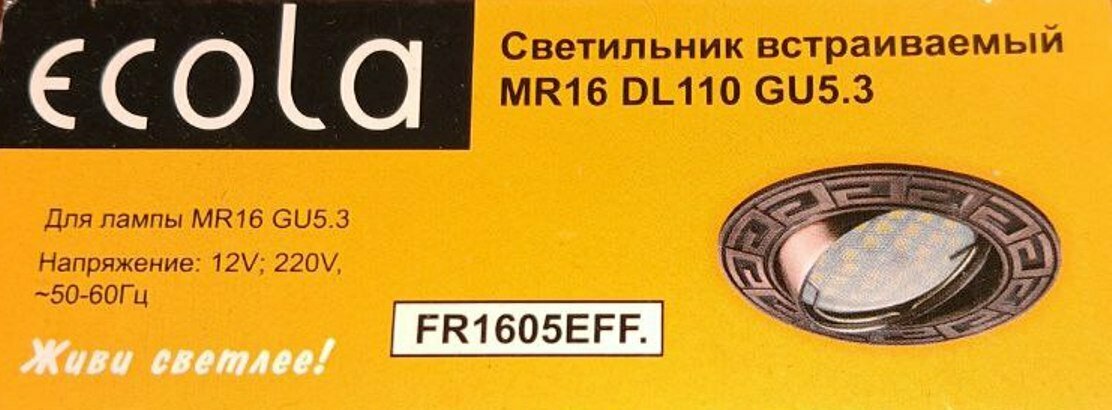 ecola
Светильник встраиваемый
MR16 DL110 GU5.3
Для лампы MR16 GU5.3
Напряжение: 12V; 220V,
~50-60Гц
FR1605EFF.
Живи светлее!